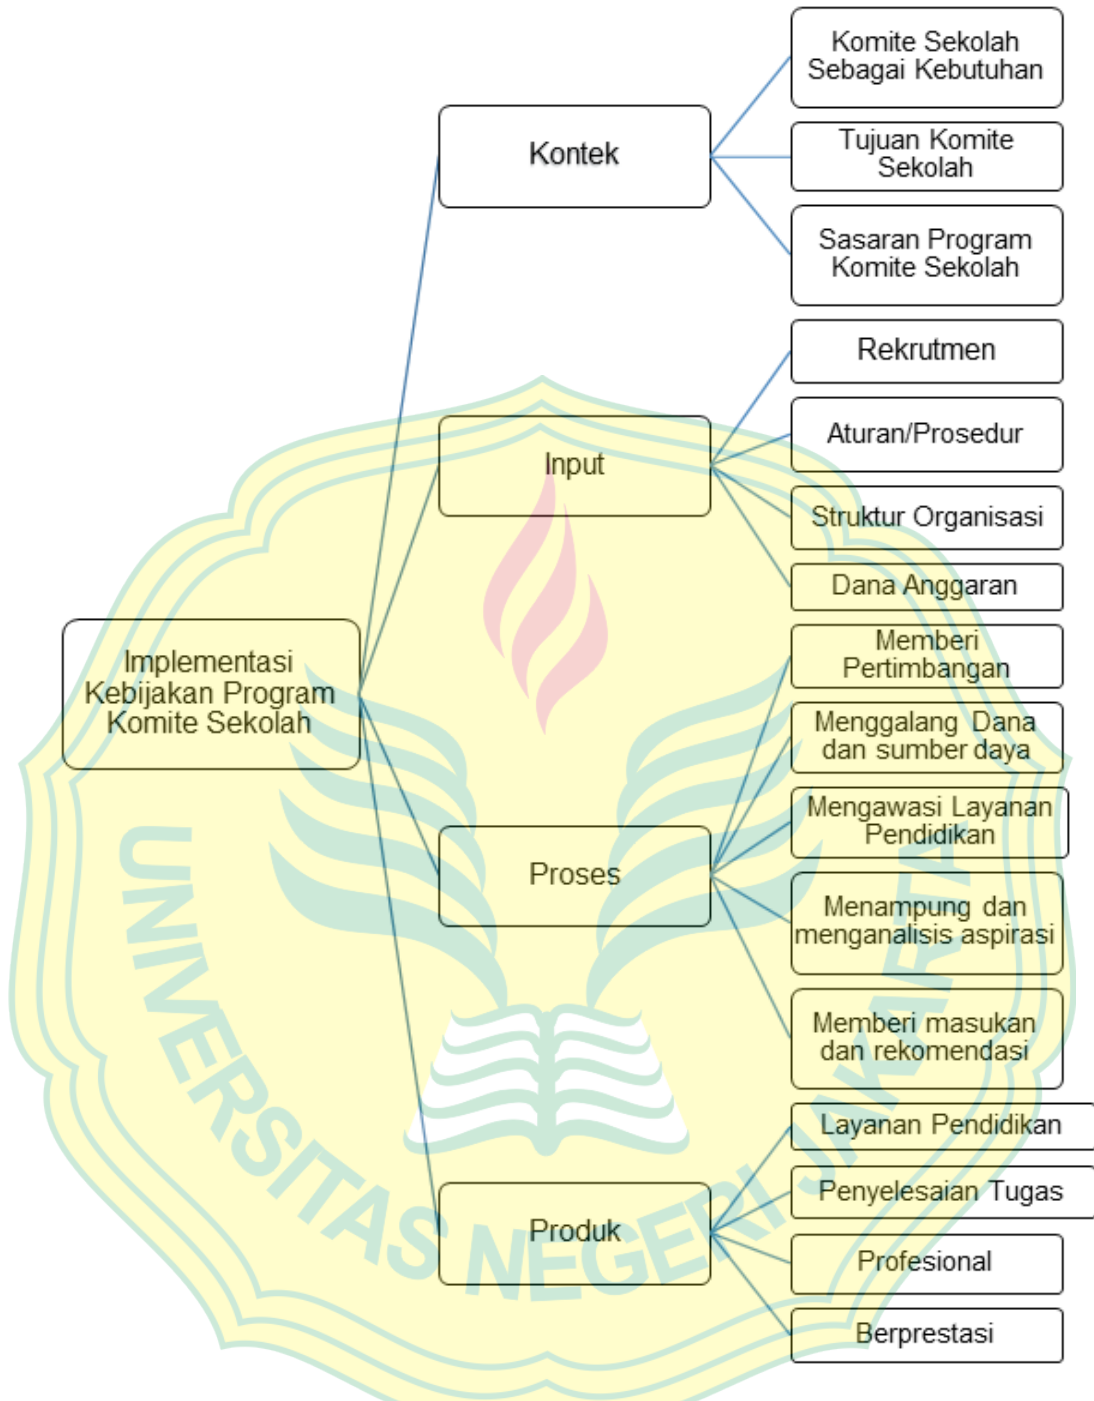 Implementasi
Kebijakan Program
Komite Sekolah
Kontek
Komite Sekolah
Sebagai Kebutuhan
Tujuan Komite
Sekolah
Sasaran Program
Komite Sekolah
Input
Rekrutmen
Aturan/Prosedur
Struktur Organisasi
Dana Anggaran
Proses
Memberi
Pertimbangan
Menggalang Dana
dan sumber daya
Mengawasi Layanan
Pendidikan
Menampung dan
menganalisis aspirasi
Memberi masukan
dan rekomendasi
Produk
Layanan Pendidikan
Penyelesaian Tugas
Profesional
Berprestasi
UNIVERSITAS NEGERI JAKARTA